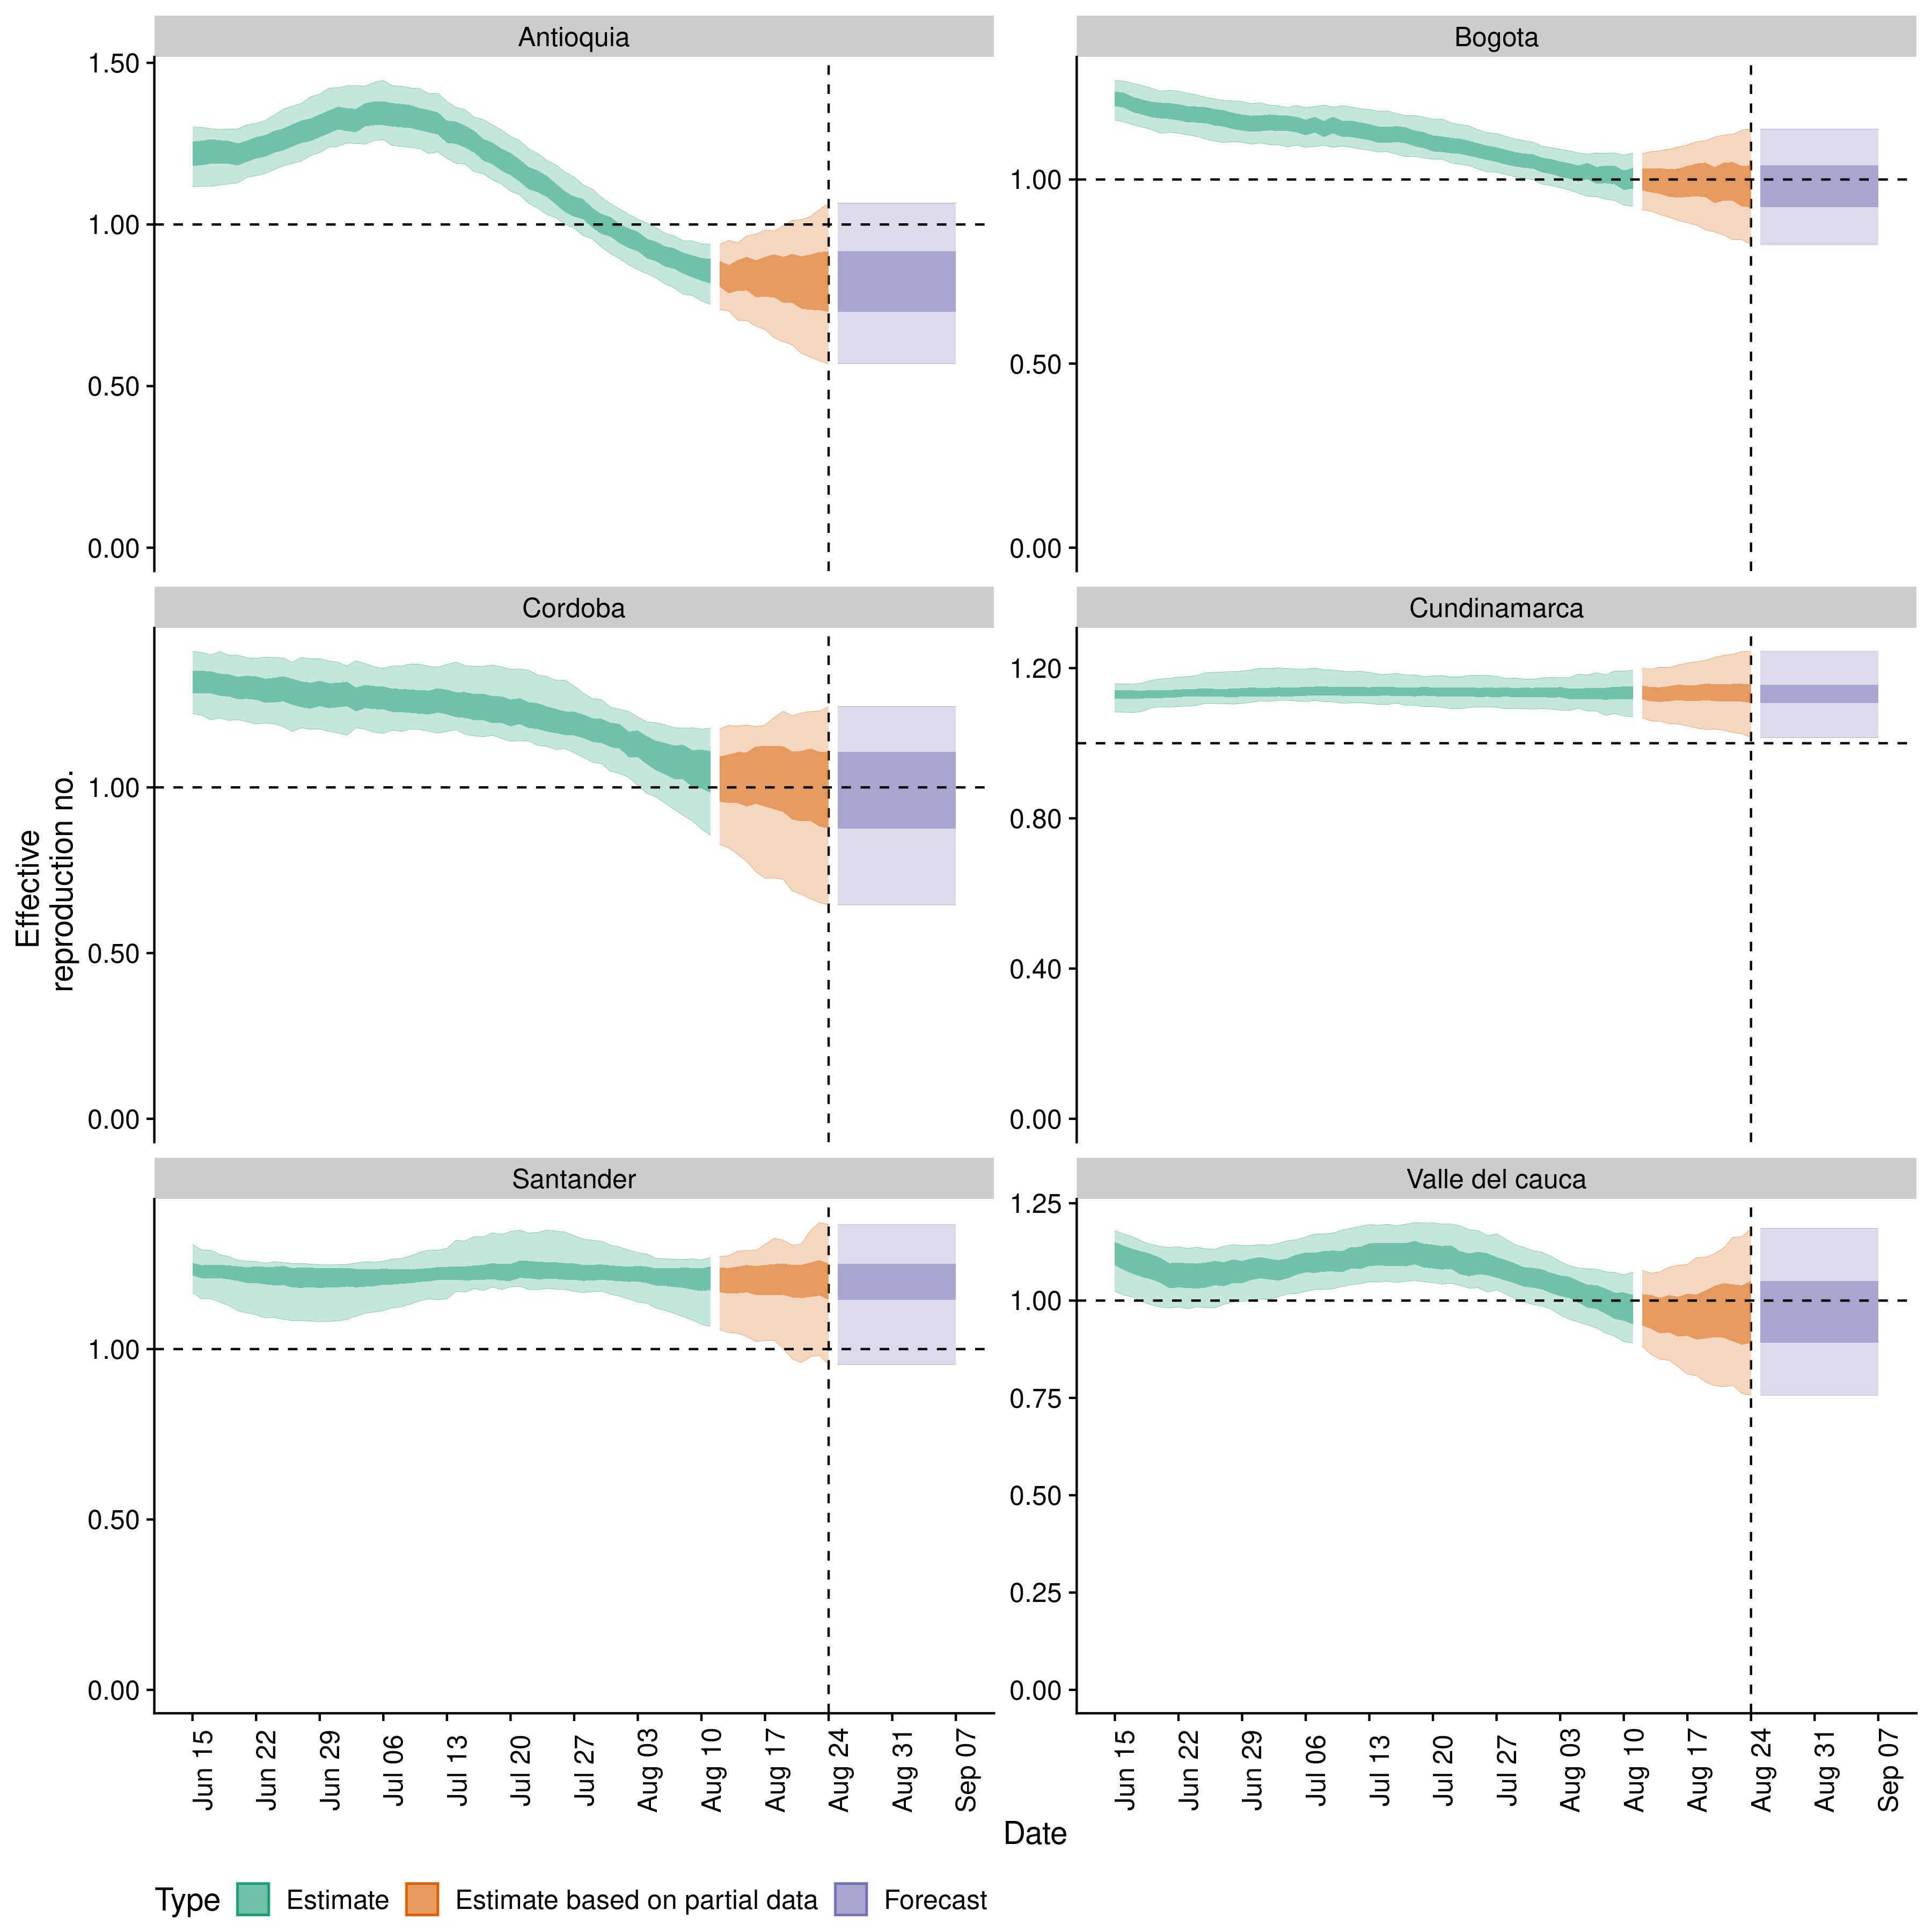 Antioquia
Bogota
1.50
1.00
0.50
0.00
1.00
0.50
0.00
Cordoba
Cundinamarca
1.00
0.50
0.00
1.20
0.80
0.40
0.00
Effective
reproduction no.
Santander
Valle del cauca
1.00
0.50
0.00
1.25
1.00
0.75
0.50
0.25
0.00
Jun 15
Jun 22
Jun 29
Jul 06
Jul 13
Jul 20
Jul 27
Aug 03
Aug 10
Aug 17
Aug 24
Aug 31
Sep 07
Jun 15
Jun 22
Jun 29
Jul 06
Jul 13
Jul 20
Jul 27
Aug 03
Aug 10
Aug 17
Aug 24
Aug 31
Sep 07
Date
Type Estimate Estimate based on partial data Forecast